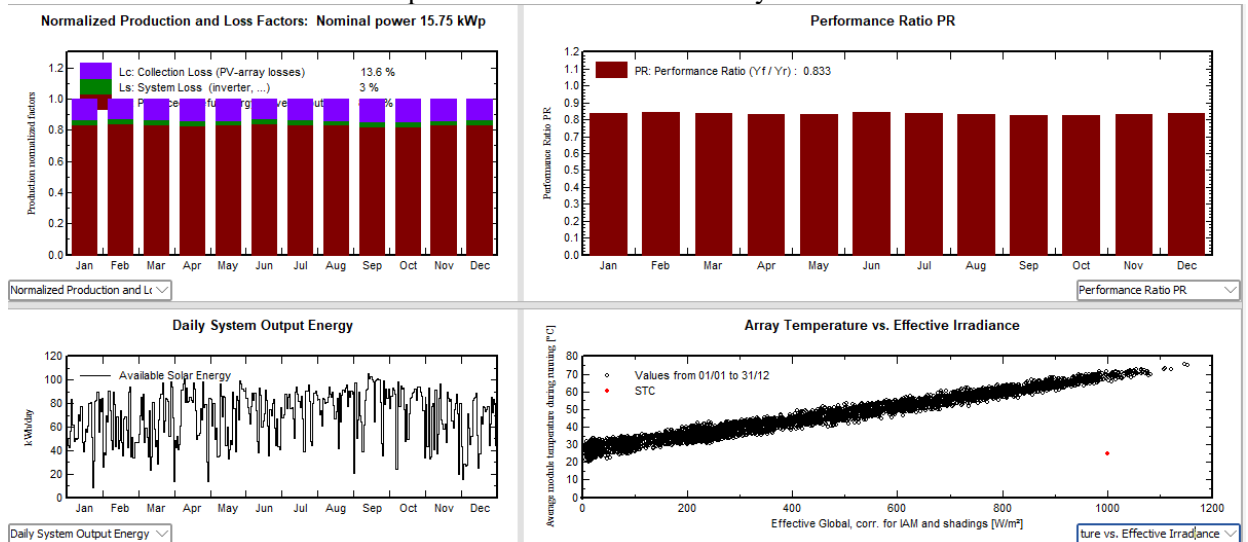 Normalized Production and Loss Factors: Nominal power 15.75 kWp
Production normalized factors
1.2
1.0
0.8
0.6
0.4
0.2
0.0
Lc: Collection Loss (PV-array losses) 13.6 %
Ls: System Loss (inverter, ...) 3 %
%
Jan Feb Mar Apr May Jun Jul Aug Sep Oct Nov Dec
Normalized Production and Lc
Performance Ratio PR
Performance Ratio PR
1.2
1.1
1.0
0.9
0.8
0.7
0.6
0.5
0.4
0.3
0.2
0.1
0.0
PR: Performance Ratio (Yf / Yr) : 0.833
Jan Feb Mar Apr May Jun Jul Aug Sep Oct Nov Dec
Performance Ratio PR
Daily System Output Energy
kWh/day
120
100
80
60
40
20
0
Available Solar Energy
Jan Feb Mar Apr May Jun Jul Aug Sep Oct Nov Dec
Daily System Output Energy
Array Temperature vs. Effective Irradiance
Average module temperature during running [°C]
80
70
60
50
40
30
20
10
0
Values from 01/01 to 31/12
STC
0 200 400 600 800 1000 1200
Effective Global, corr. for IAM and shadings [W/m²]
ture vs. Effective Irradiance